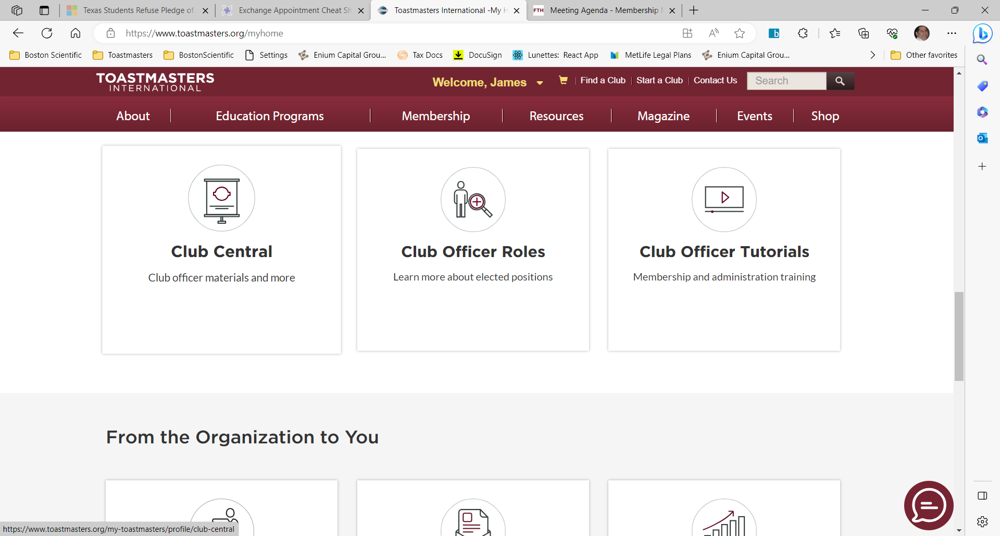 Texas Students Refuse Pledge of
Exchange Appointment Cheat Sh
Toastmasters International -My H
FTH
Meeting Agenda - Membership M
https://www.toastmasters.org/myhome
Boston Scientific
Toastmasters
BostonScientific
Settings
Enium Capital Grou...
Tax Docs
DocuSign
Lunettes: React App
MetLife Legal Plans
Enium Capital Grou...
Other favorites
TOASTMASTERS
INTERNATIONAL
Welcome, James
Find a Club
Start a Club
Contact Us
Search
About
Education Programs
Membership
Resources
Magazine
Events
Shop
Club Central
Club officer materials and more
Club Officer Roles
Learn more about elected positions
Club Officer Tutorials
Membership and administration training
From the Organization to You
https://www.toastmasters.org/my-toastmasters/profile/club-central